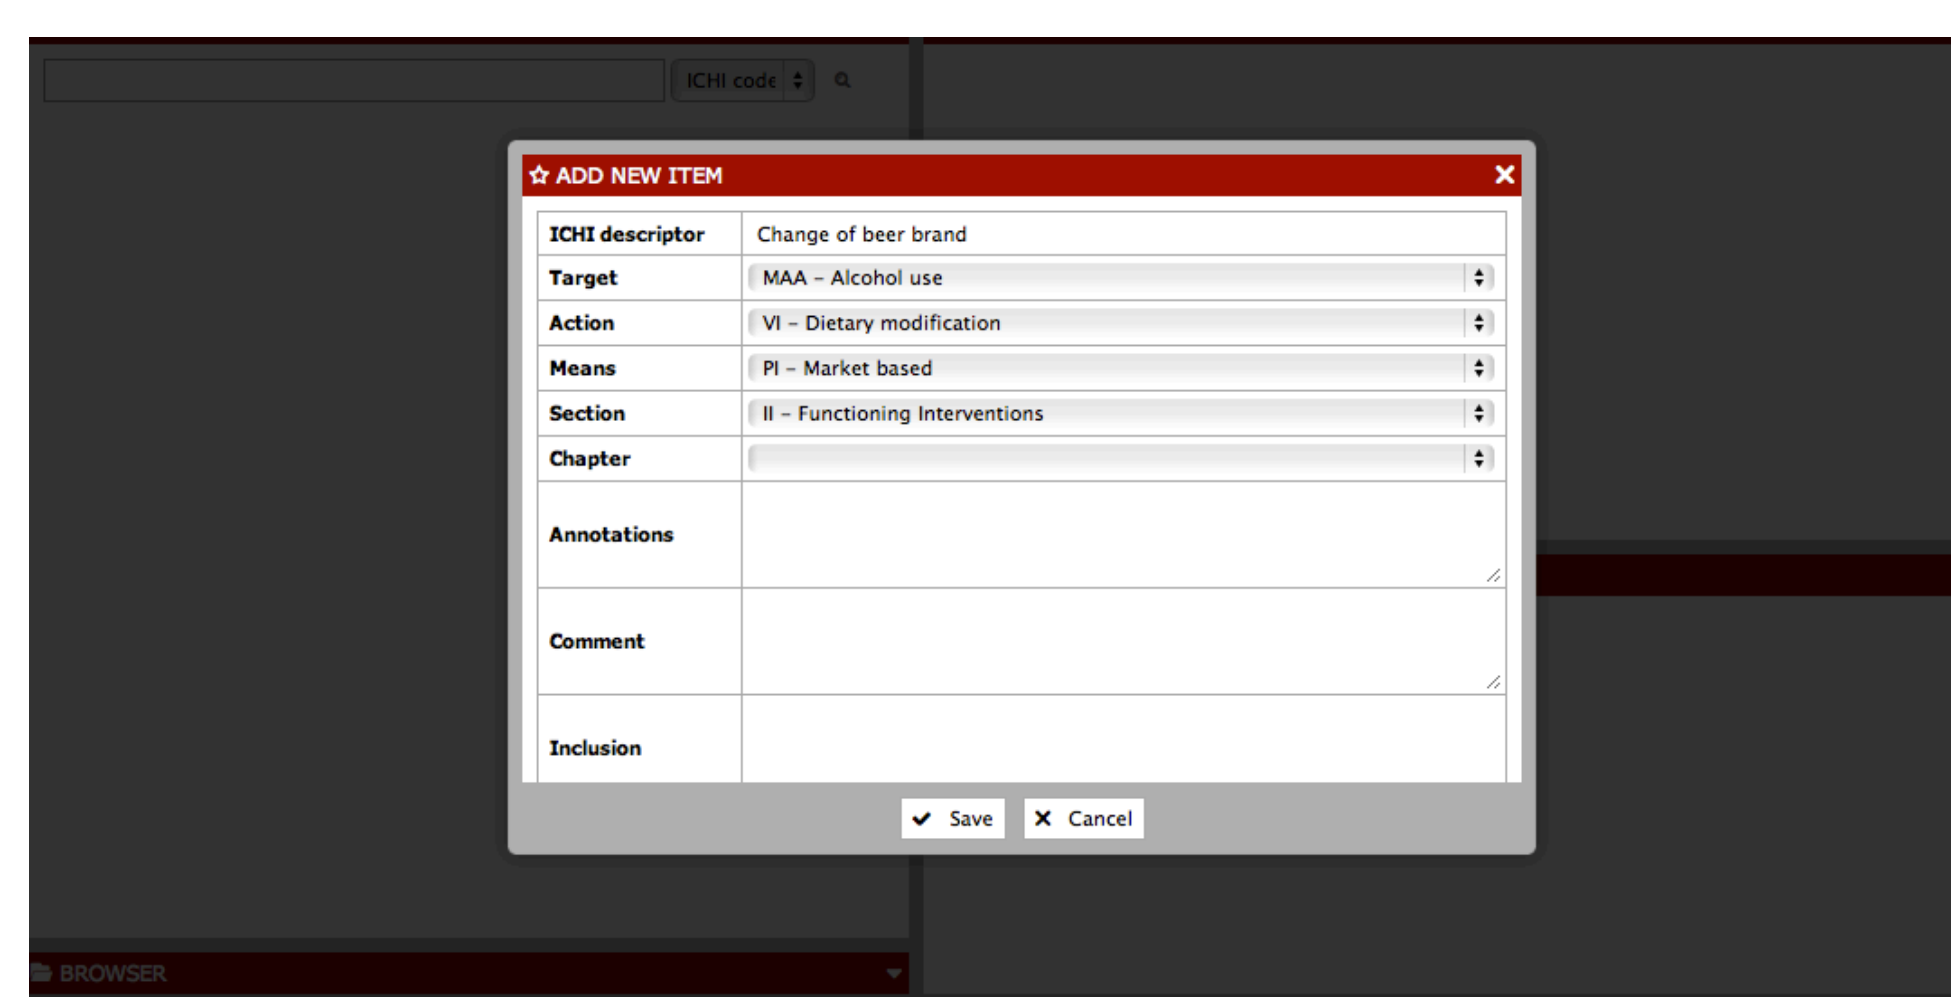 ICHI code
ADD NEW ITEM
ICHI descriptor Change of beer brand
Target MAA – Alcohol use
Action VI – Dietary modification
Means PI – Market based
Section II – Functioning Interventions
Chapter
Annotations
Comment
Inclusion
Save Cancel
BROWSER